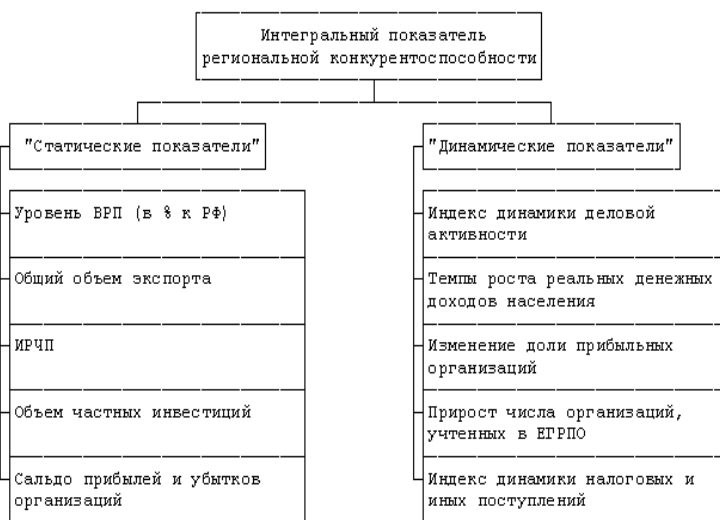 Интегральный показатель
региональной конкурентоспособности
"Статические показатели"
Уровень ВРП (в % к РФ)
Общий объем экспорта
ИРЧП
Объем частных инвестиций
Сальдо прибылей и убытков
организаций
"Динамические показатели"
Индекс динамики деловой
активности
Темпы роста реальных денежных
доходов населения
Изменение доли прибыльных
организаций
Прирост числа организаций,
учтенных в ЕГРПО
Индекс динамики налоговых и
иных поступлений